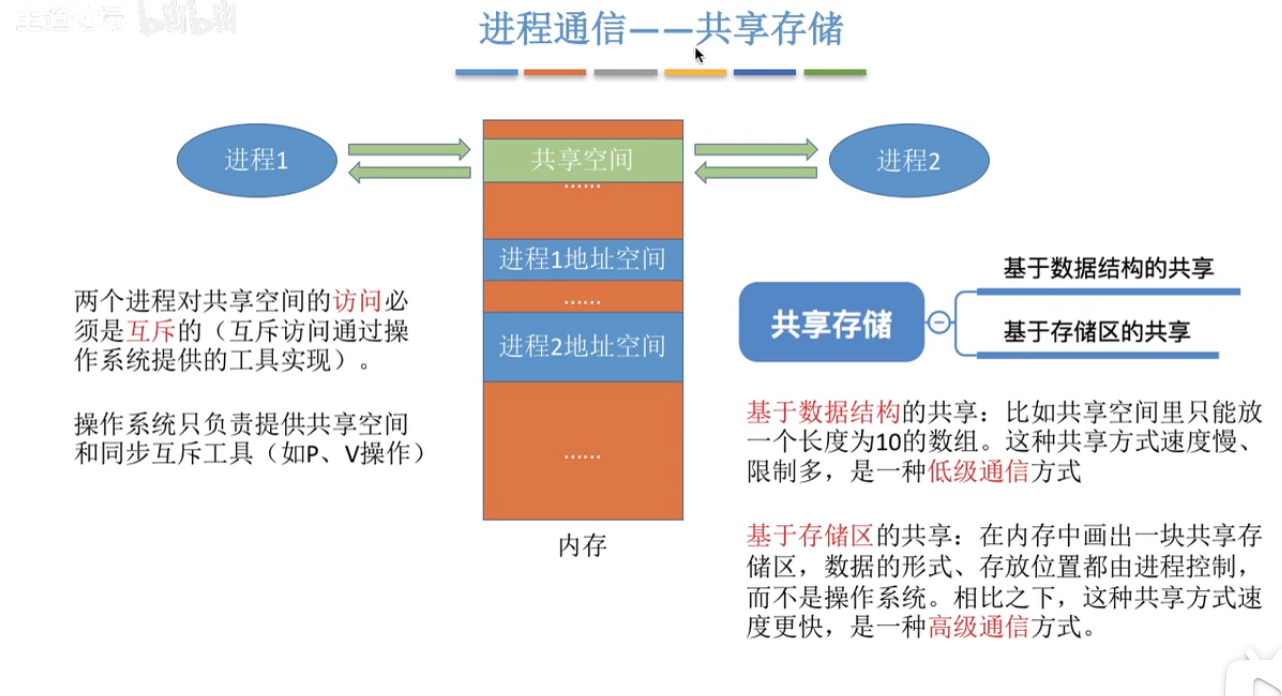 王道论坛 bilibili
进程通信——共享存储
进程1
共享空间
进程2
……
进程1地址空间
……
进程2地址空间
……
内存
两个进程对共享空间的访问必
须是互斥的（互斥访问通过操
作系统提供的工具实现）。
操作系统只负责提供共享空间
和同步互斥工具（如P、V操作）
共享存储
基于数据结构的共享
基于存储区的共享
基于数据结构的共享：比如共享空间里只能放
一个长度为10的数组。这种共享方式速度慢、
限制多，是一种低级通信方式
基于存储区的共享：在内存中画出一块共享存
储区，数据的形式、存放位置都由进程控制，
而不是操作系统。相比之下，这种共享方式速
度更快，是一种高级通信方式。